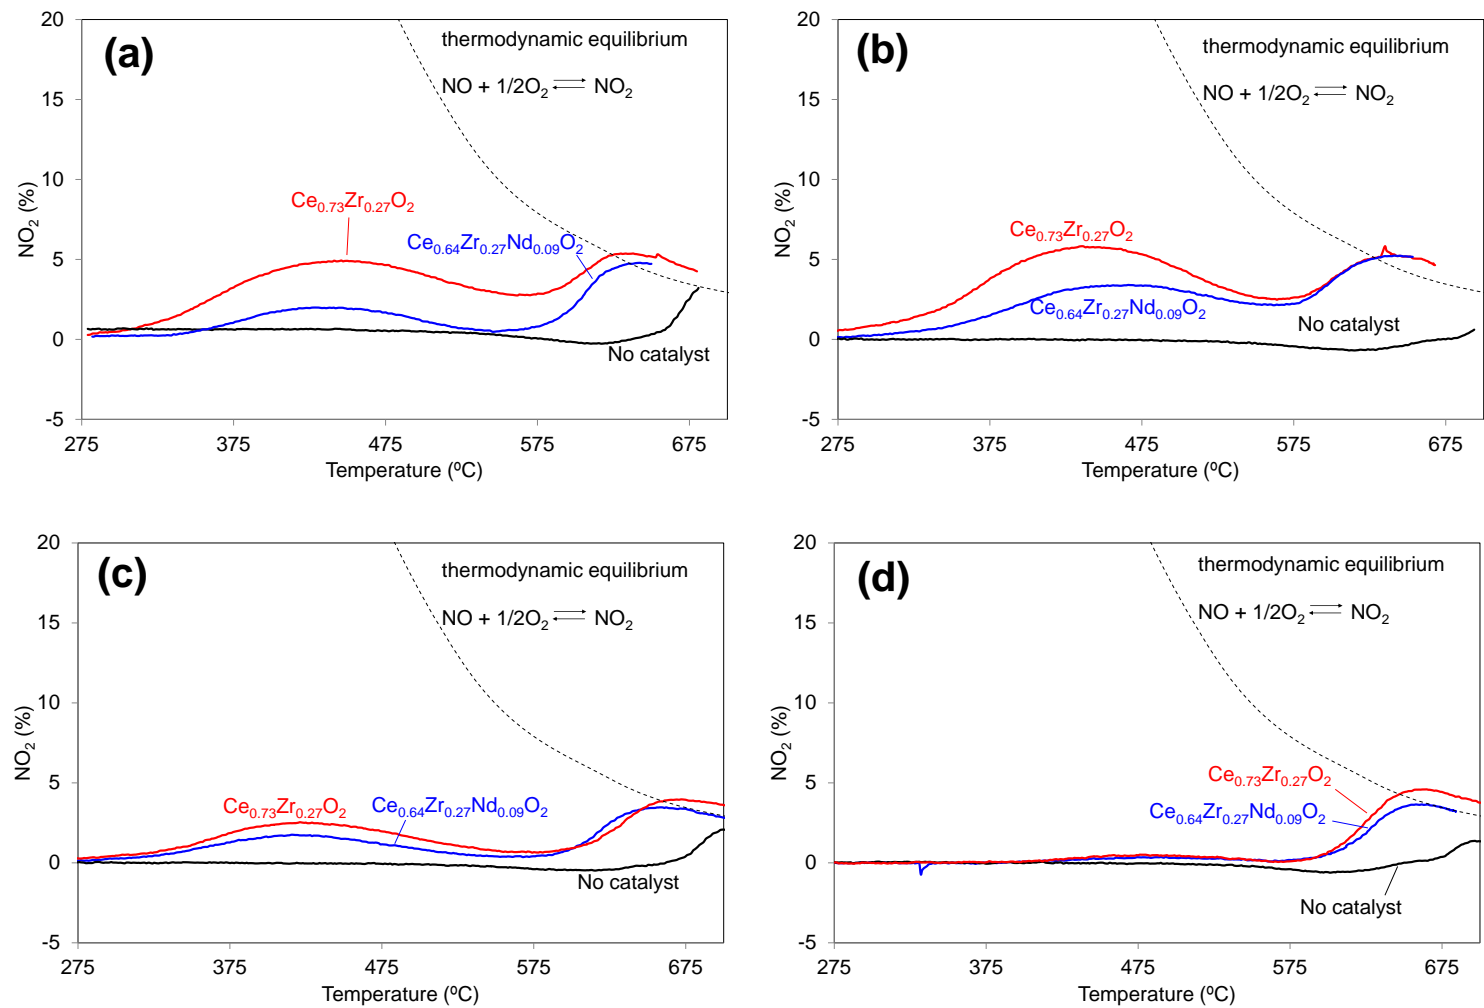 (a)
thermodynamic equilibrium
NO + 1/2O₂ ⇄ NO₂
Ce₀.₇₃Zr₀.₂₇O₂
Ce₀.₆₄Zr₀.₂₇Nd₀.₀₉O₂
No catalyst
NO₂ (%)
20
15
10
5
0
-5
275 375 475 575 675
Temperature (ºC)
(b)
thermodynamic equilibrium
NO + 1/2O₂ ⇄ NO₂
Ce₀.₇₃Zr₀.₂₇O₂
Ce₀.₆₄Zr₀.₂₇Nd₀.₀₉O₂
No catalyst
NO₂ (%)
20
15
10
5
0
-5
275 375 475 575 675
Temperature (ºC)
(c)
thermodynamic equilibrium
NO + 1/2O₂ ⇄ NO₂
Ce₀.₇₃Zr₀.₂₇O₂
Ce₀.₆₄Zr₀.₂₇Nd₀.₀₉O₂
No catalyst
NO₂ (%)
20
15
10
5
0
-5
275 375 475 575 675
Temperature (ºC)
(d)
thermodynamic equilibrium
NO + 1/2O₂ ⇄ NO₂
Ce₀.₇₃Zr₀.₂₇O₂
Ce₀.₆₄Zr₀.₂₇Nd₀.₀₉O₂
No catalyst
NO₂ (%)
20
15
10
5
0
-5
275 375 475 575 675
Temperature (ºC)